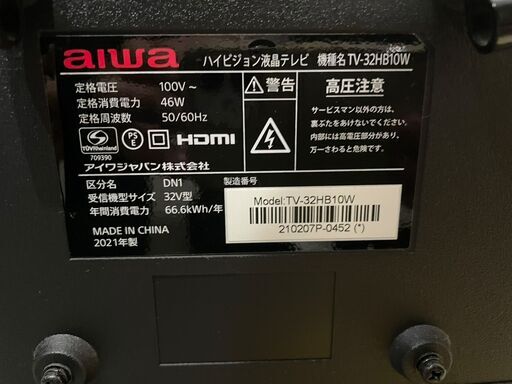 aiwa ハイビジョン液晶テレビ 機種名 TV-32HB10W
定格電圧 100V～
定格消費電力 46W
定格周波数 50/60Hz
TÜVRheinland
709390
PSE
HDMI
アイワジャパン株式会社
区分名 DN1
受信機型サイズ 32V型
年間消費電力 66.6kWh/年
MADE IN CHINA
2021年製
警告
高圧注意
サービスマン以外の方は、
裏ぶたをあけないでください。
内部には高電圧部分が あり、
万一さわると危険です。
製造番号
Model:TV-32HB10W
210207P-0452 (*)